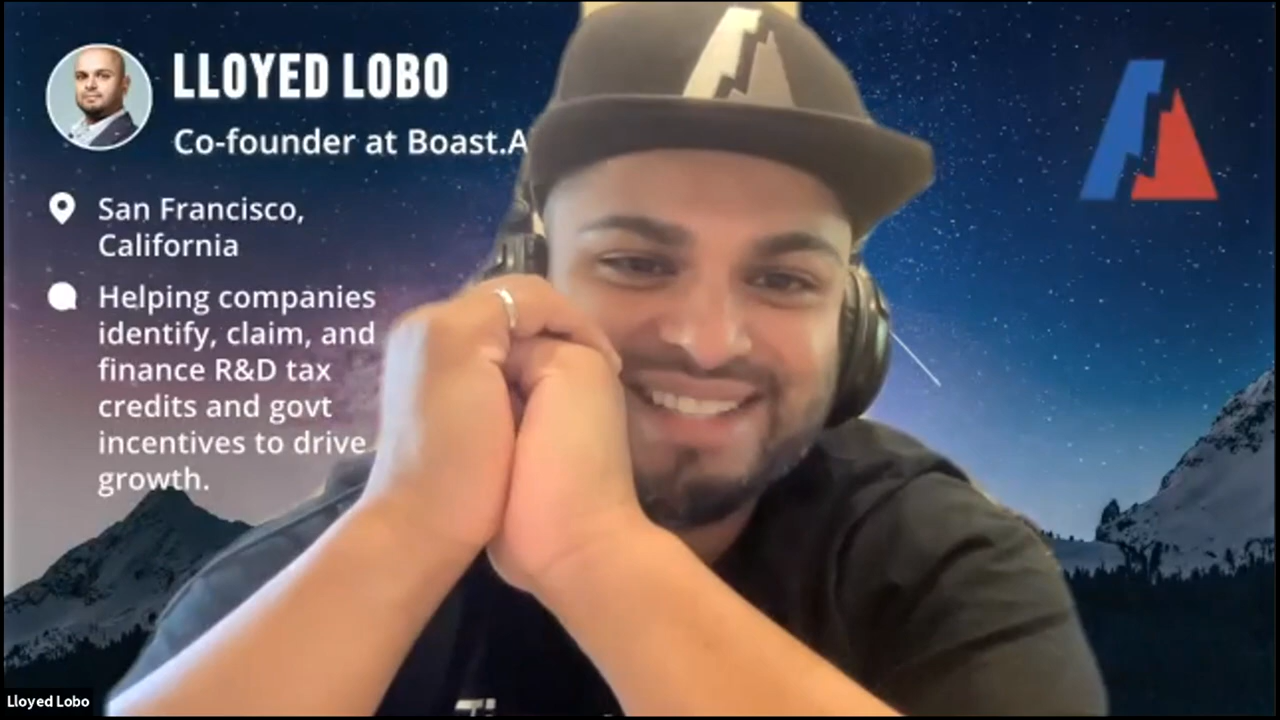 LLOYED LOBO
Co-founder at Boast.A
San Francisco,
California
Helping companies
identify, claim, and
finance R&D tax
credits and govt
incentives to drive
growth.
Lloyed Lobo